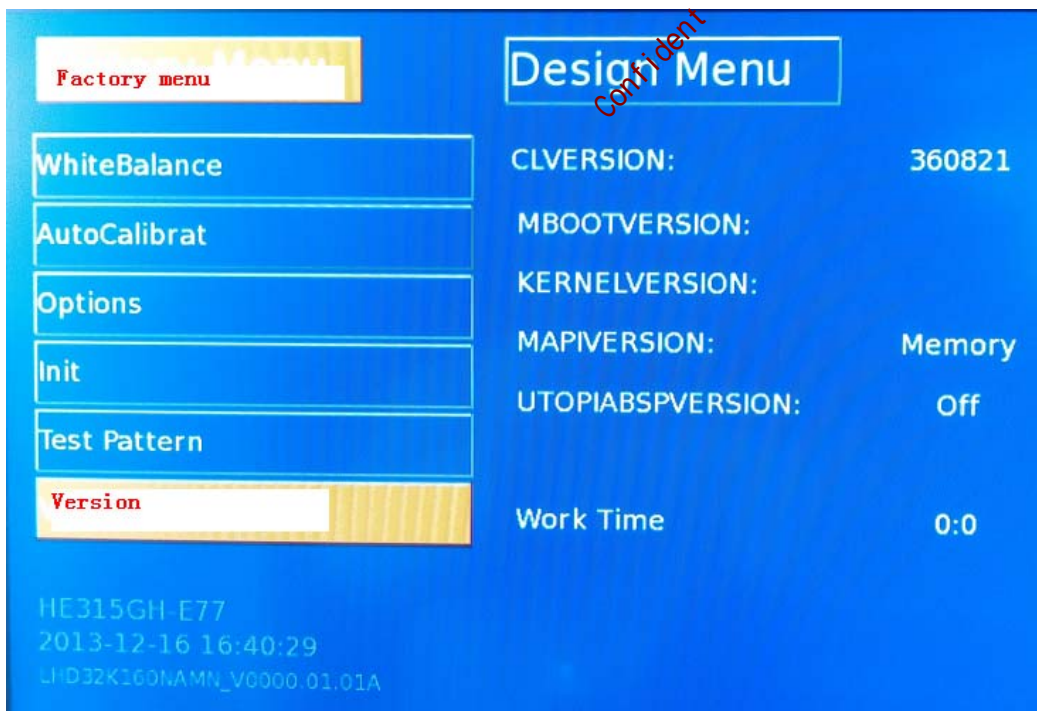 Factory menu
Design Menu
Confident
WhiteBalance
AutoCalibrat
Options
Init
Test Pattern
Version
CLVERSION: 360821
MBOOTVERSION:
KERNELVERSION:
MAPIVERSION: Memory
UTOPIABSPVERSION: Off
Work Time 0:0
HE315GH-E77
2013-12-16 16:40:29
LHD32K160NAMN_V0000.01.01A